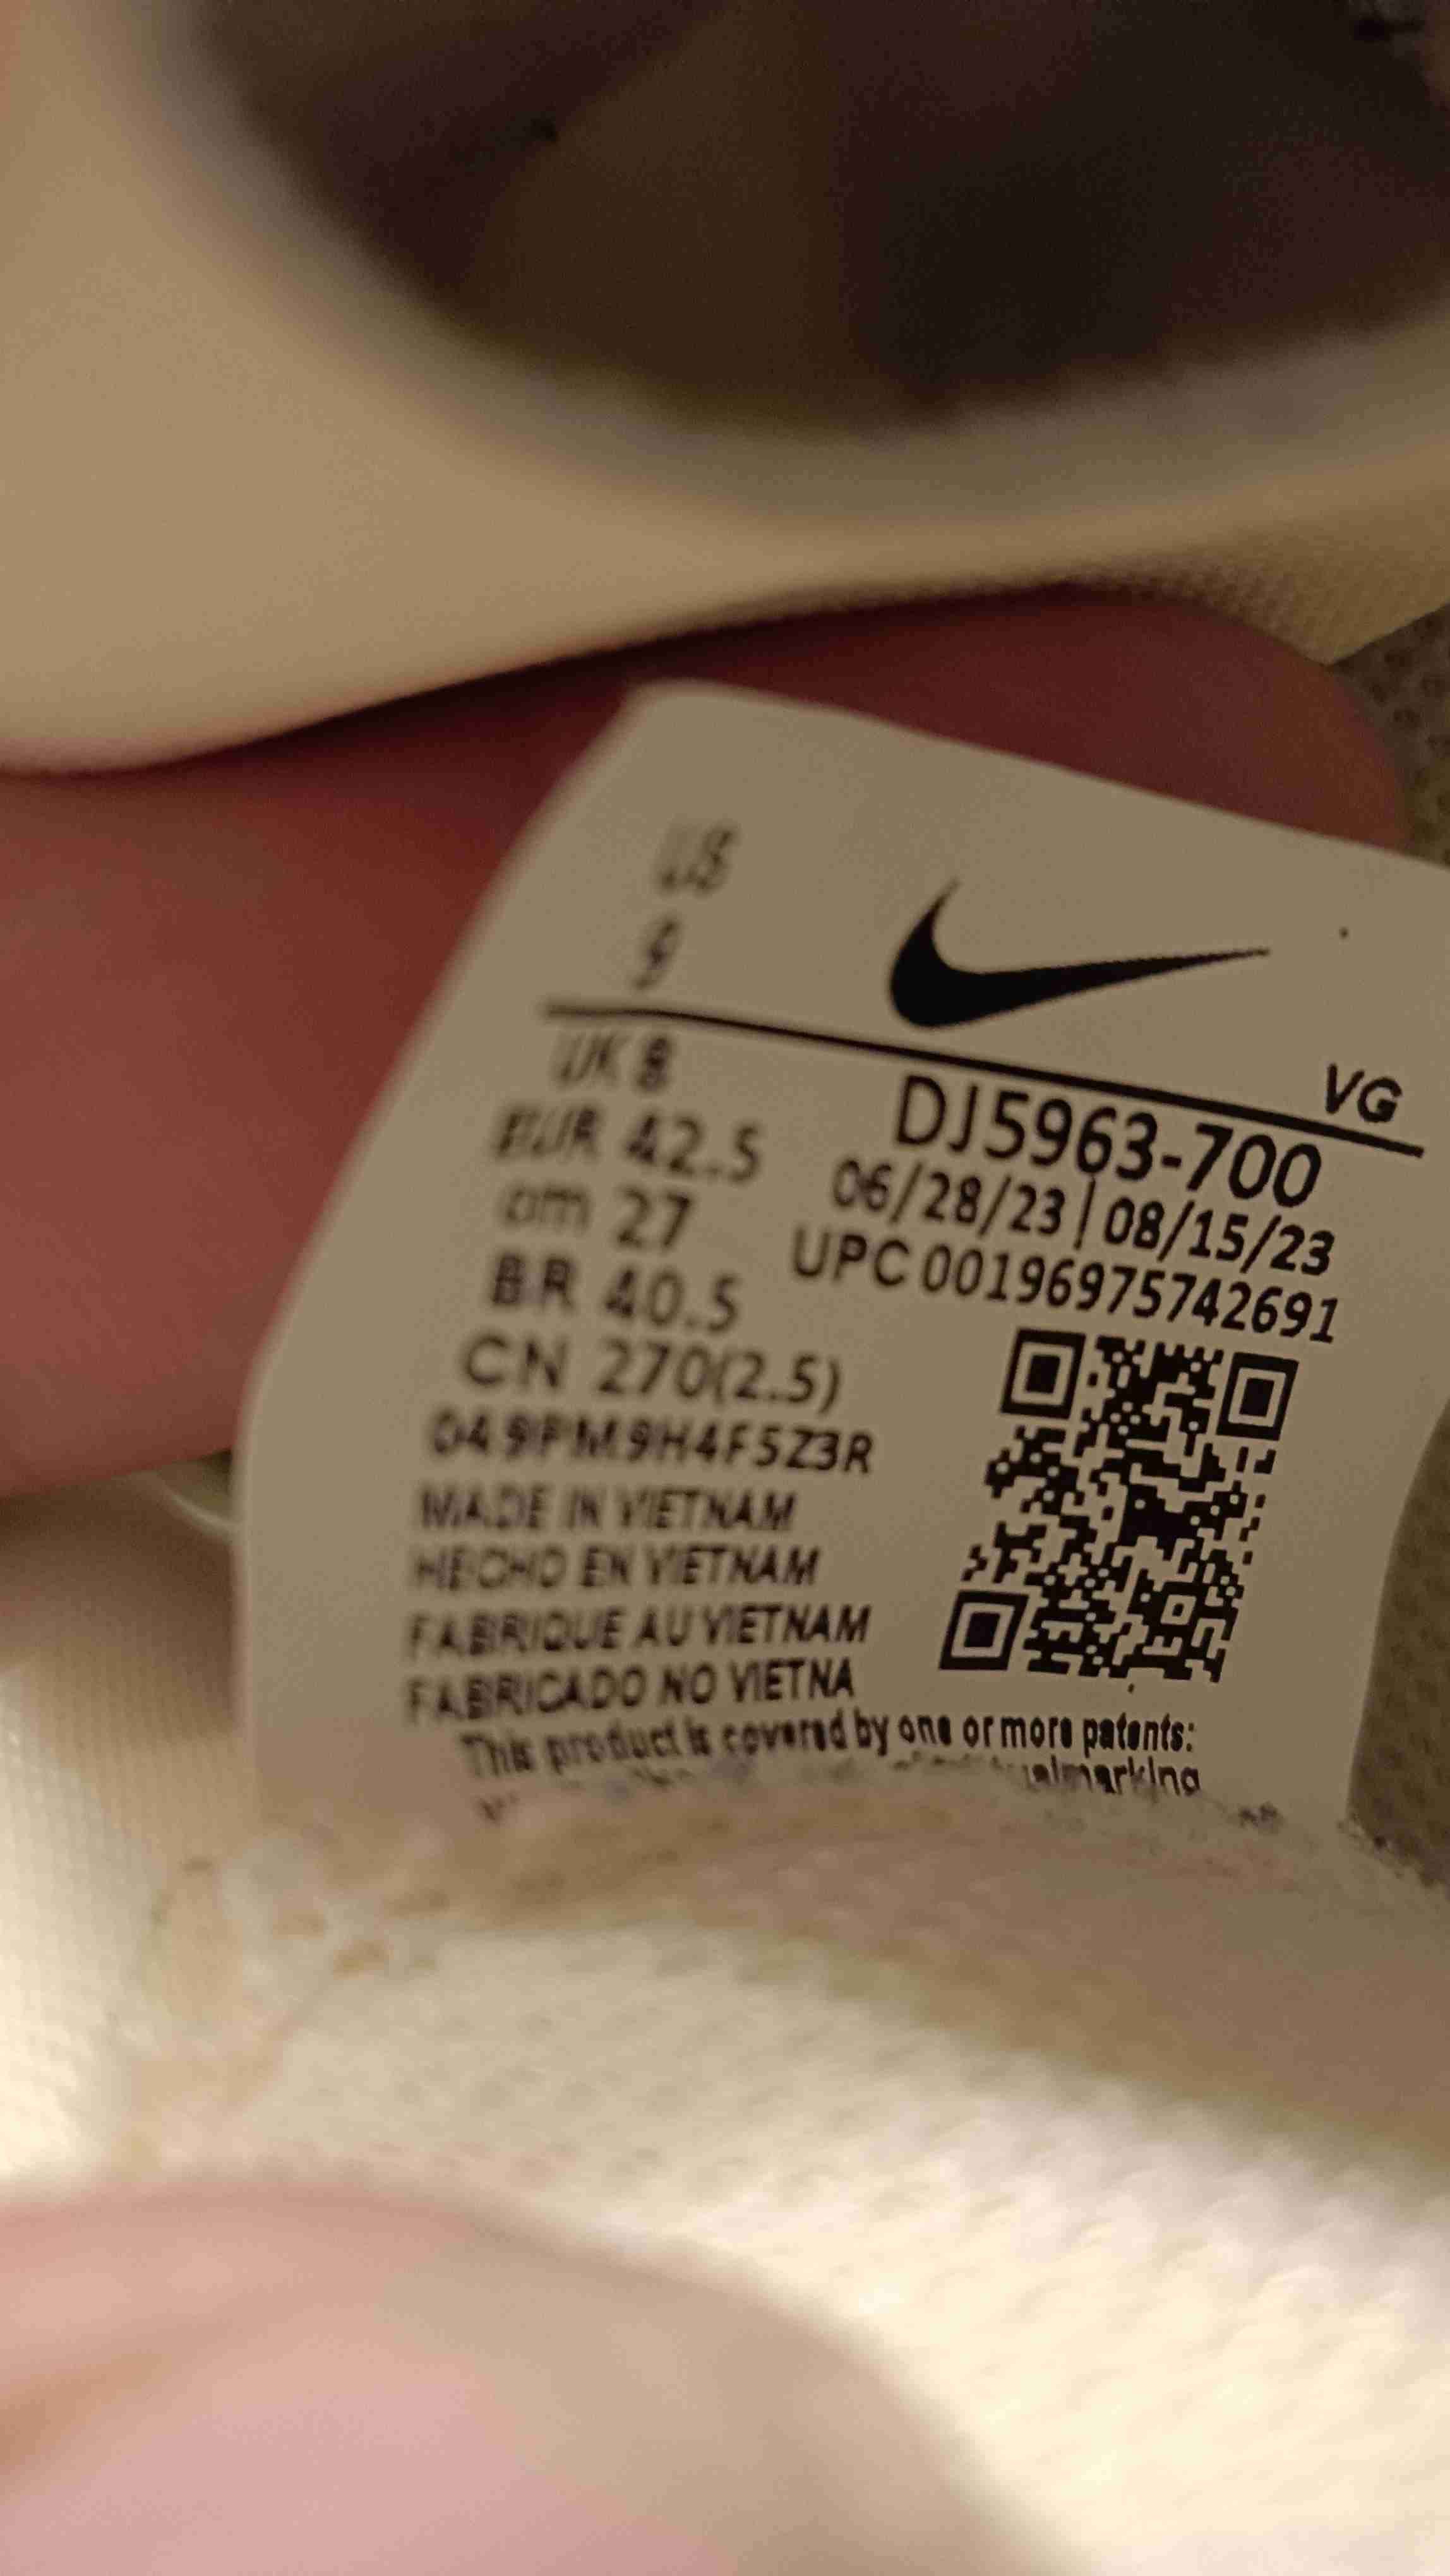 US
9
VG
UK 8
EUR 42.5
cm 27
BR 40.5
CN 270(2.5)
DJ5963-700
06/28/23 | 08/15/23
UPC 00196975742691
049PM9H4F5Z3R
MADE IN VIETNAM
HECHO EN VIETNAM
FABRIQUE AU VIETNAM
FABRICADO NO VIETNA
This product is covered by one or more patents: